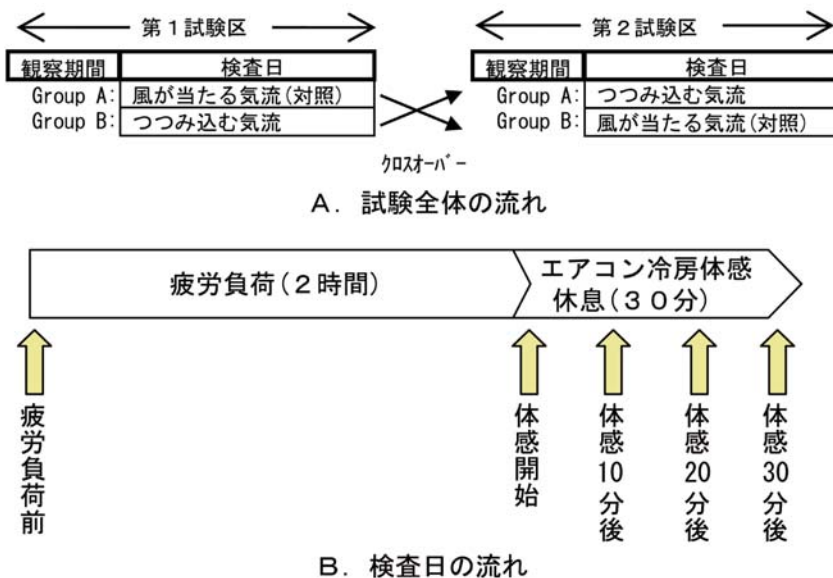 第1試験区
第2試験区
観察期間 検査日
Group A: 風が当たる気流(対照)
Group B: つつみ込む気流
観察期間 検査日
Group A: つつみ込む気流
Group B: 風が当たる気流(対照)
クロスオーバー
A. 試験全体の流れ
疲労負荷(2時間)
エアコン冷房体感
休息(30分)
疲労負荷前
体感開始
体感10分後
体感20分後
体感30分後
B. 検査日の流れ